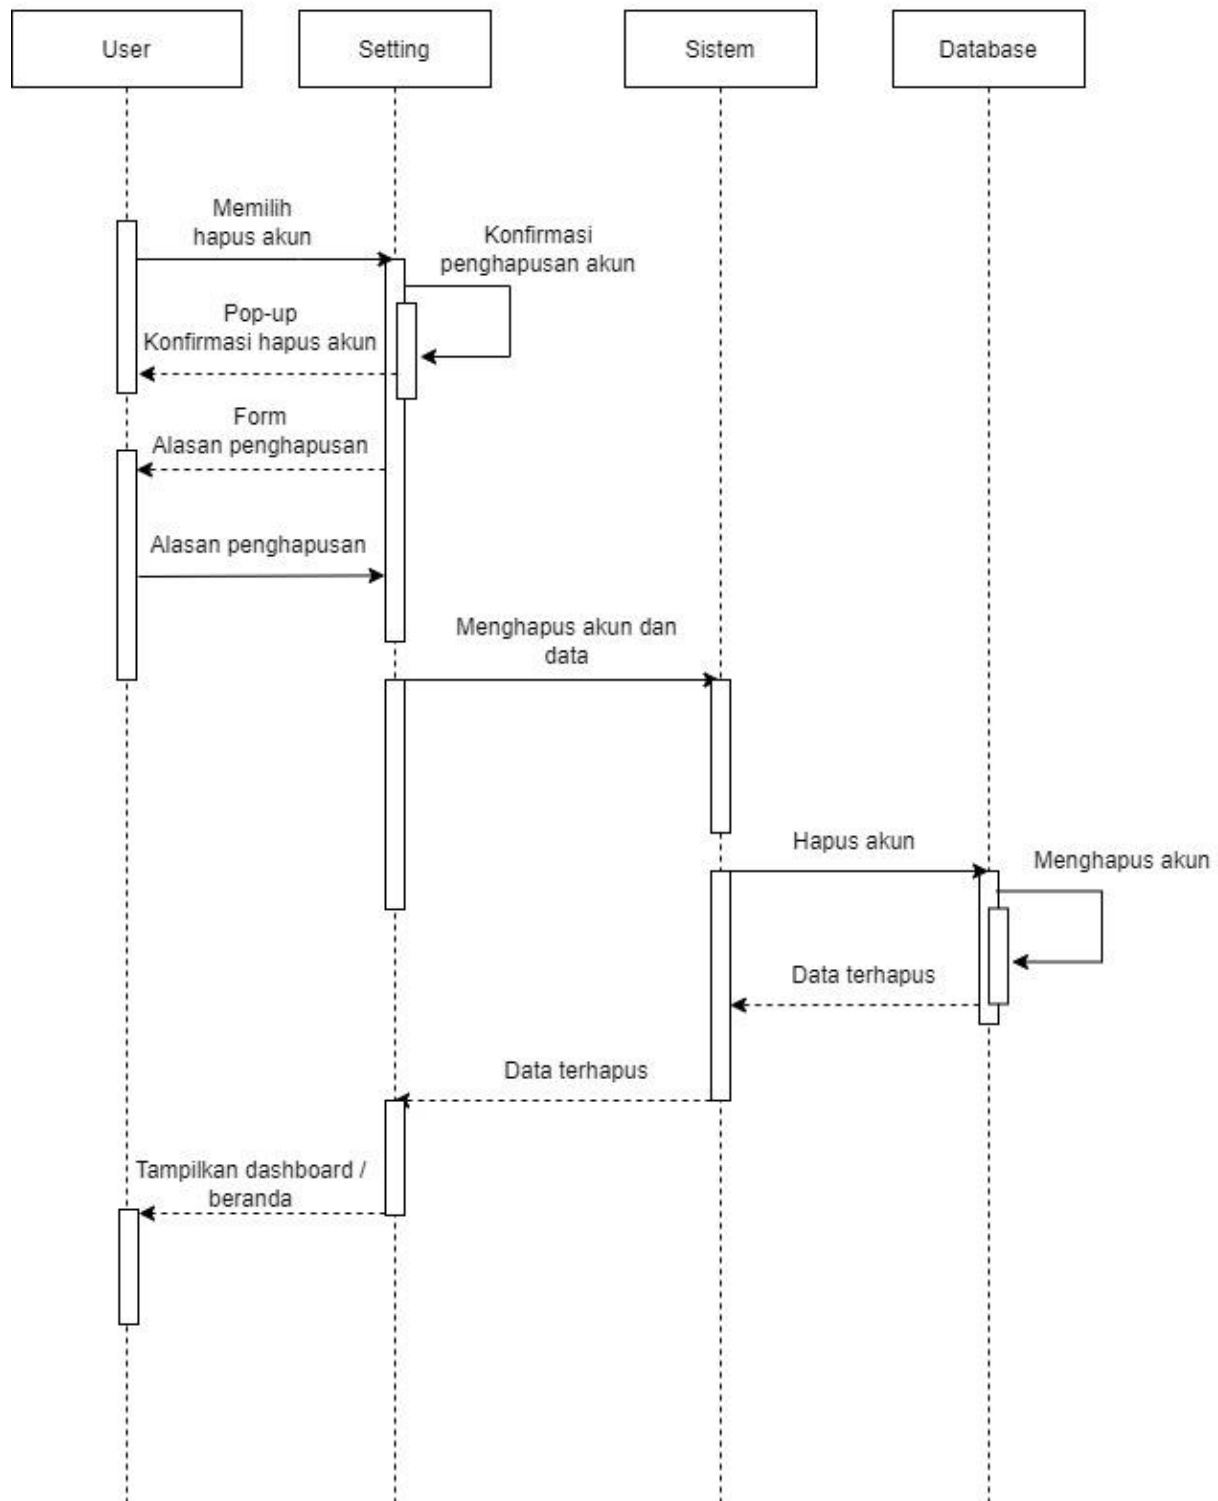 User
Setting
Sistem
Database
Memilih
hapus akun
Konfirmasi
penghapusan akun
Pop-up
Konfirmasi hapus akun
Form
Alasan penghapusan
Alasan penghapusan
Menghapus akun dan
data
Hapus akun
Menghapus akun
Data terhapus
Data terhapus
Tampilkan dashboard /
beranda